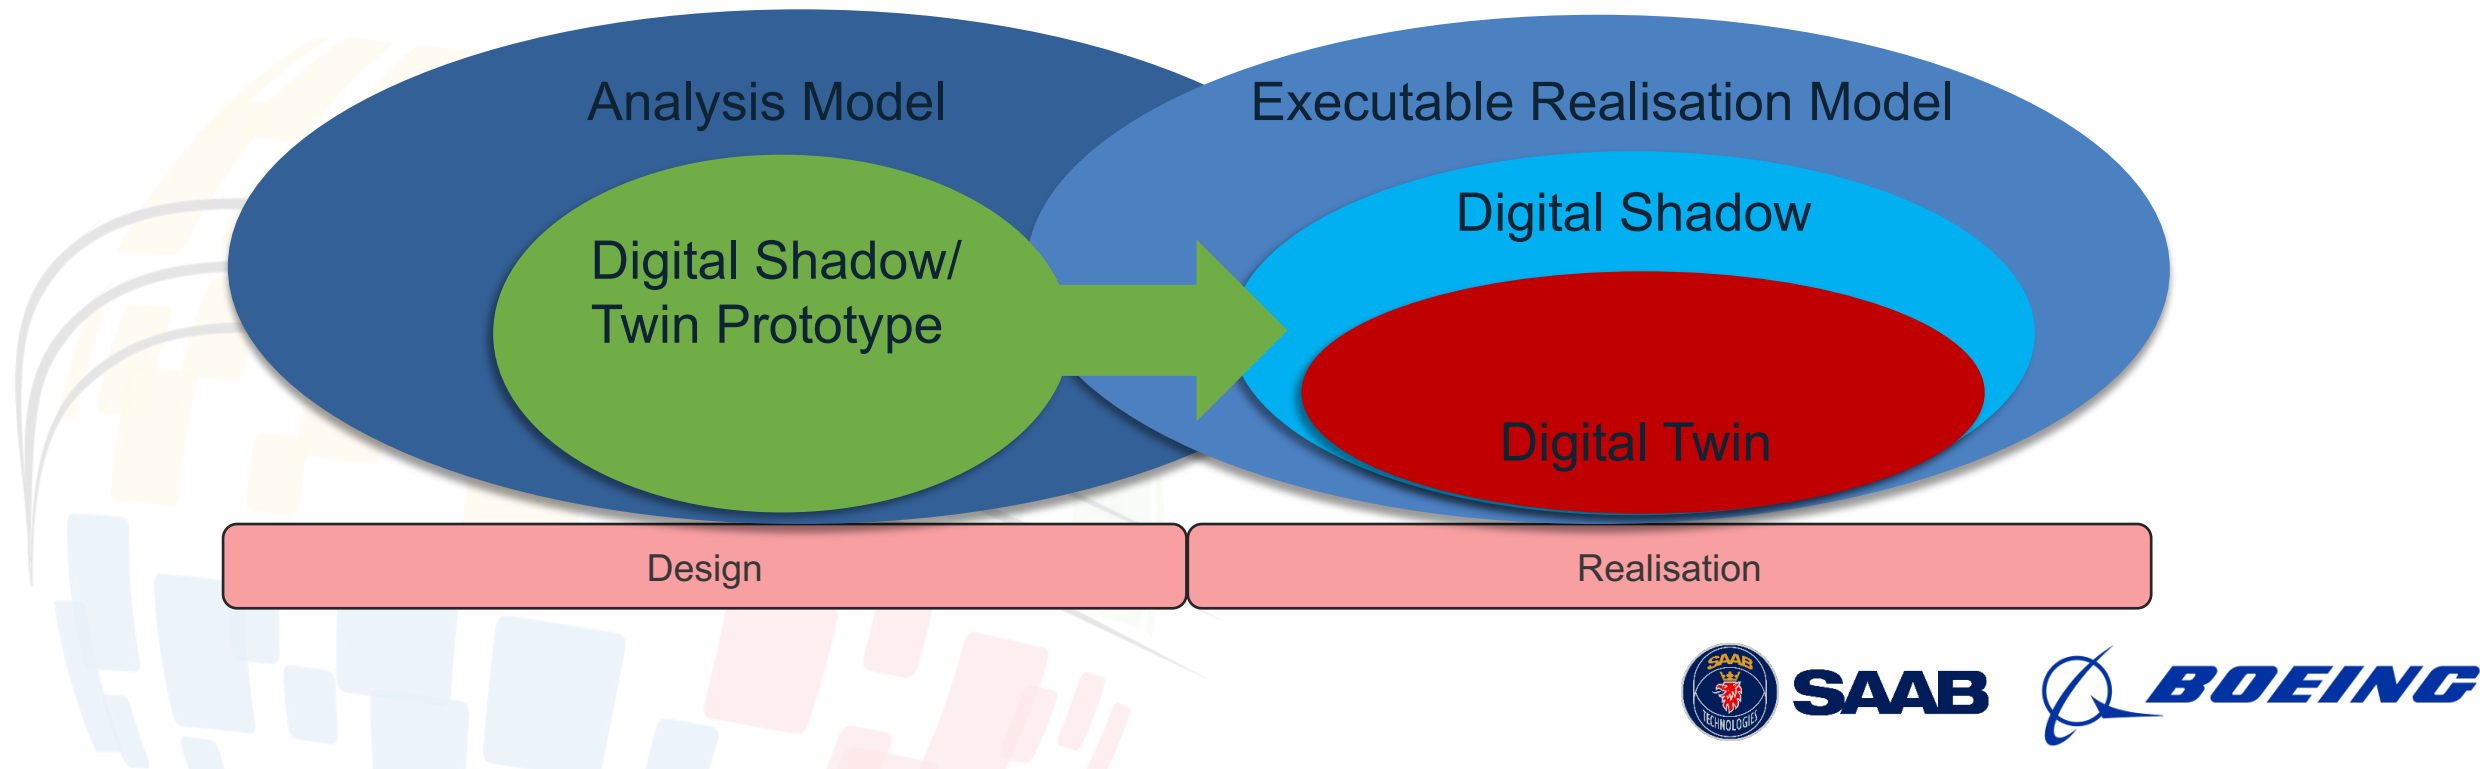 Analysis Model
Executable Realisation Model
Digital Shadow/
Twin Prototype
Digital Shadow
Digital Twin
Design
Realisation
SAAB
TECHNOLOGIES
SAAB
BOEING